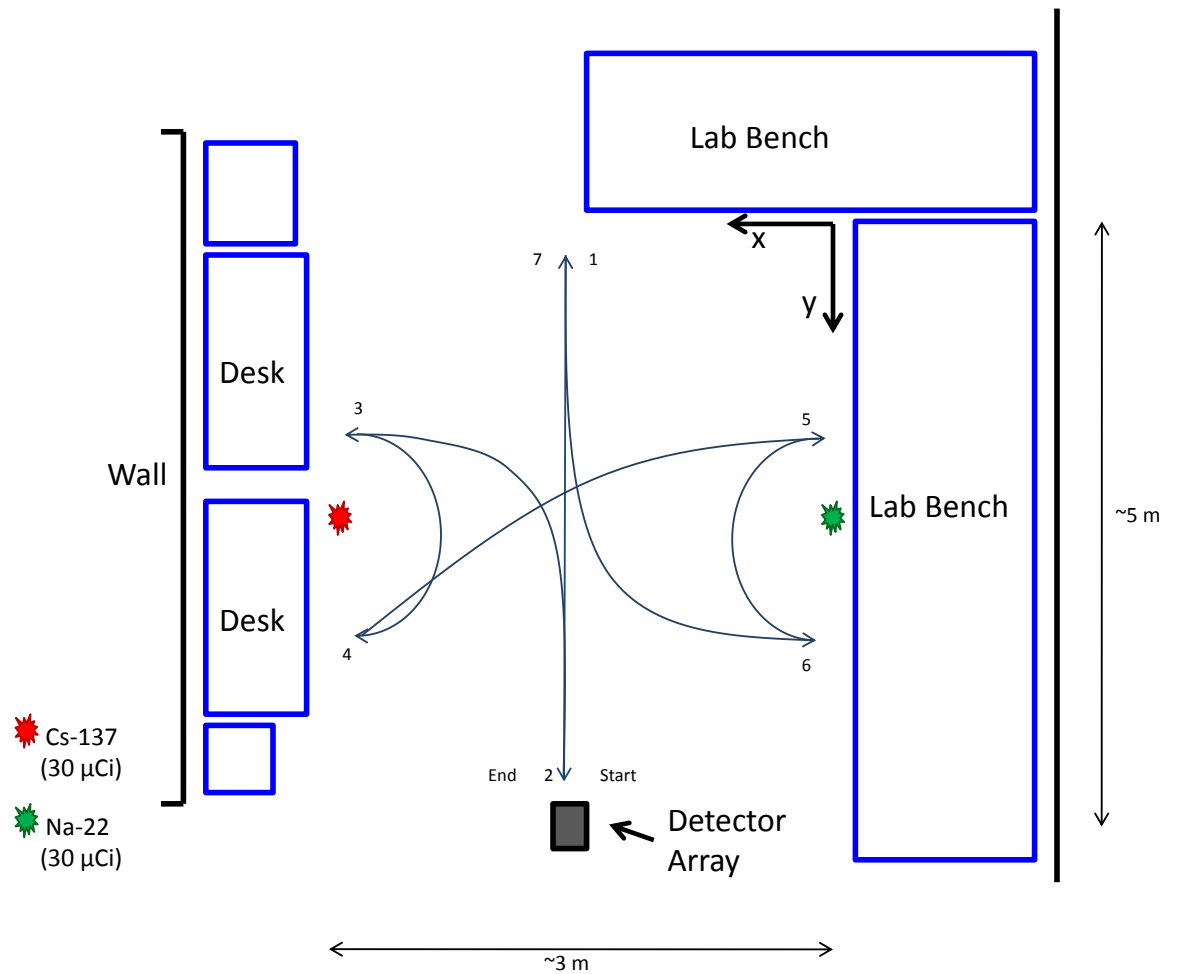 Lab Bench
x
y
7 1
Desk
3
5
Wall
Lab Bench
~5 m
Desk
4
6
Cs-137
(30 µCi)
End 2 Start
Na-22
(30 µCi)
Detector
Array
~3 m